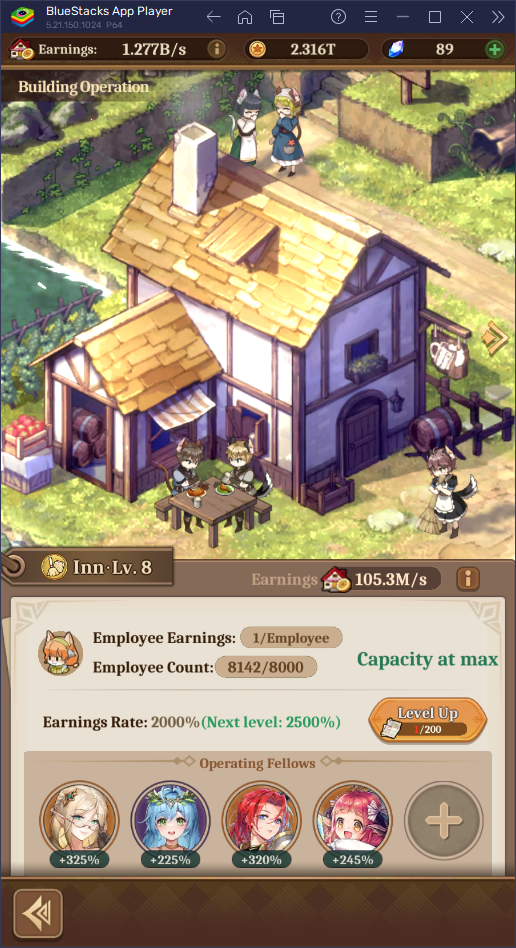 BlueStacks App Player
5.21.150.1024 P64
Earnings: 1.277B/s
2.316T
89
Building Operation
Inn·Lv. 8
Earnings 105.3M/s
Employee Earnings: 1/Employee
Employee Count: 8142/8000
Capacity at max
Earnings Rate: 2000%(Next level: 2500%)
Level Up
1/200
Operating Fellows
+325%
+225%
+320%
+245%